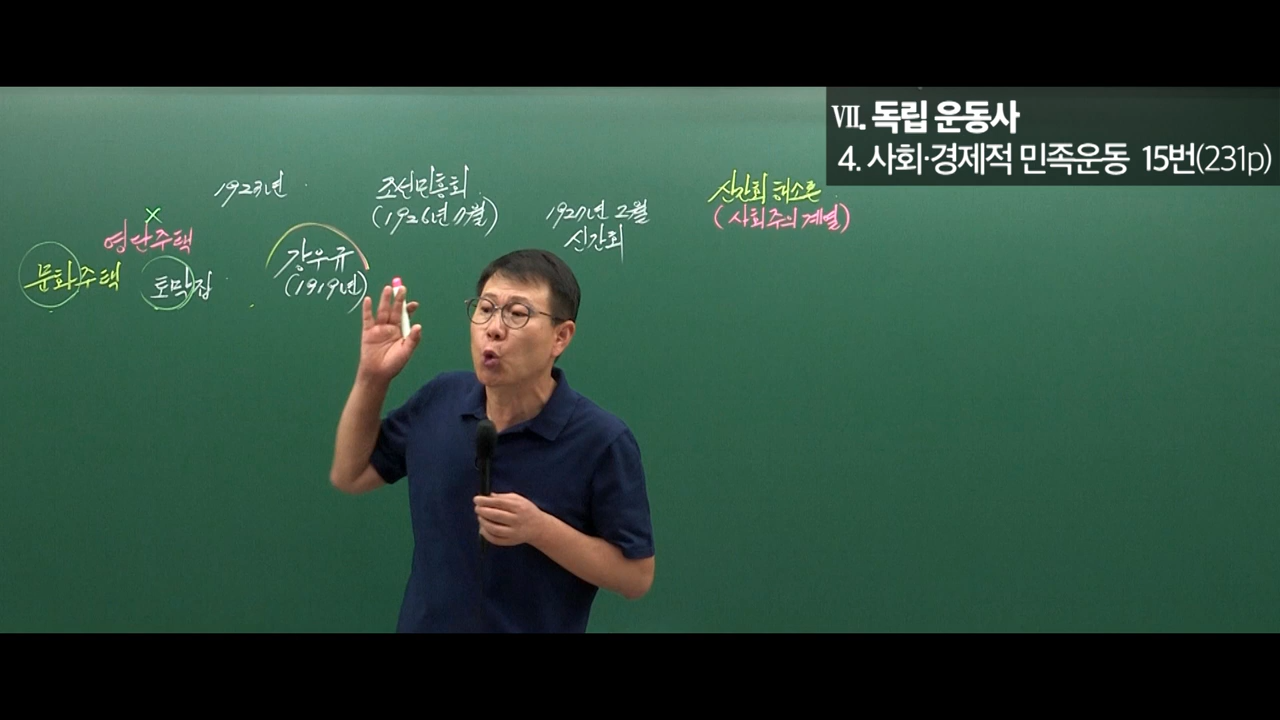 Ⅶ. 독립 운동사
4. 사회·경제적 민족운동 15번(231p)
1923년
조선민흥회
(1926년 7월)
1927년 2월
신간회
신간회 해소론
(사회주의 계열)
×
영단주택
문화주택
토막집
강우규
(1919년)